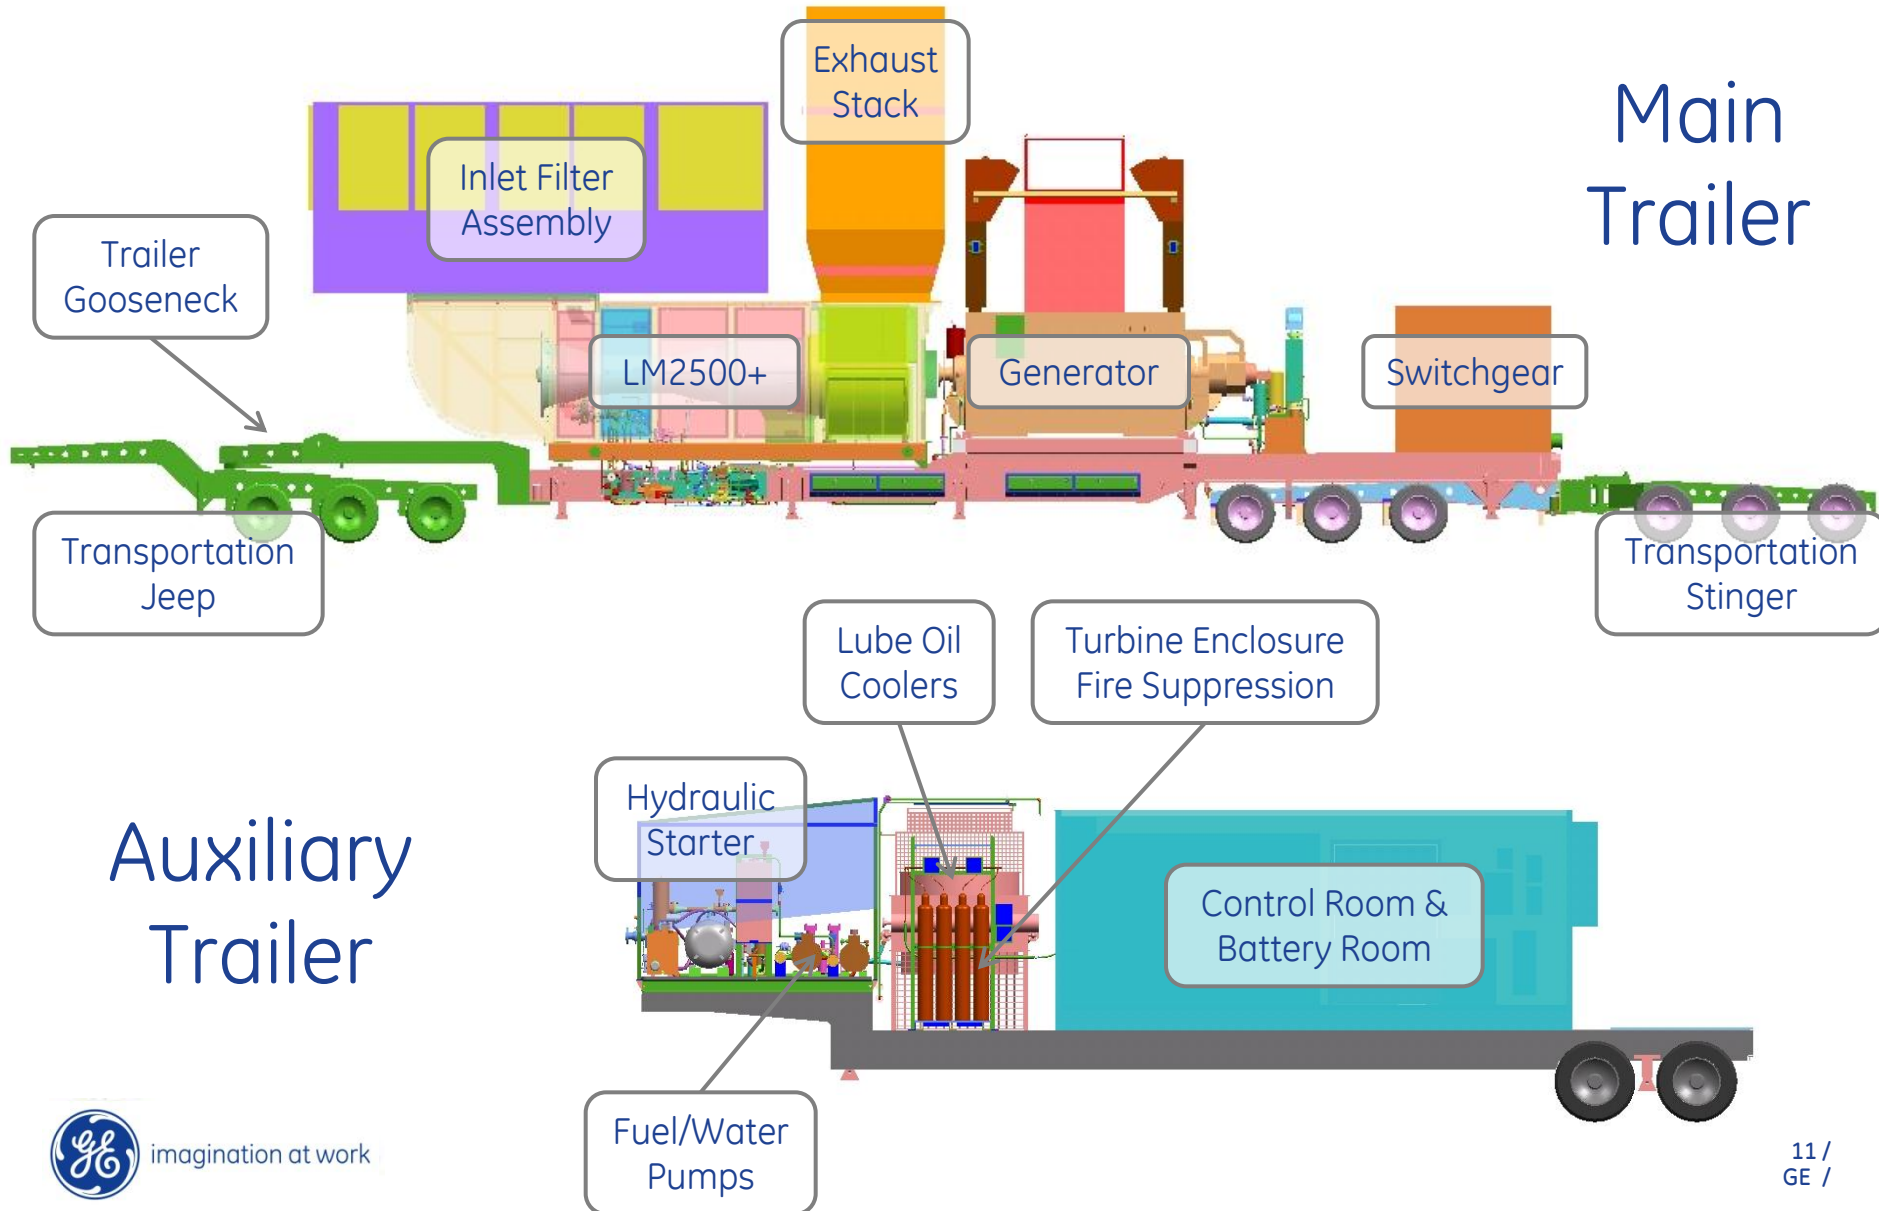 Exhaust
Stack
Main
Trailer
Inlet Filter
Assembly
Trailer
Gooseneck
LM2500+
Generator
Switchgear
Transportation
Jeep
Transportation
Stinger
Lube Oil
Coolers
Turbine Enclosure
Fire Suppression
Hydraulic
Starter
Auxiliary
Trailer
Control Room &
Battery Room
Fuel/Water
Pumps
GE
imagination at work
11 /
GE /